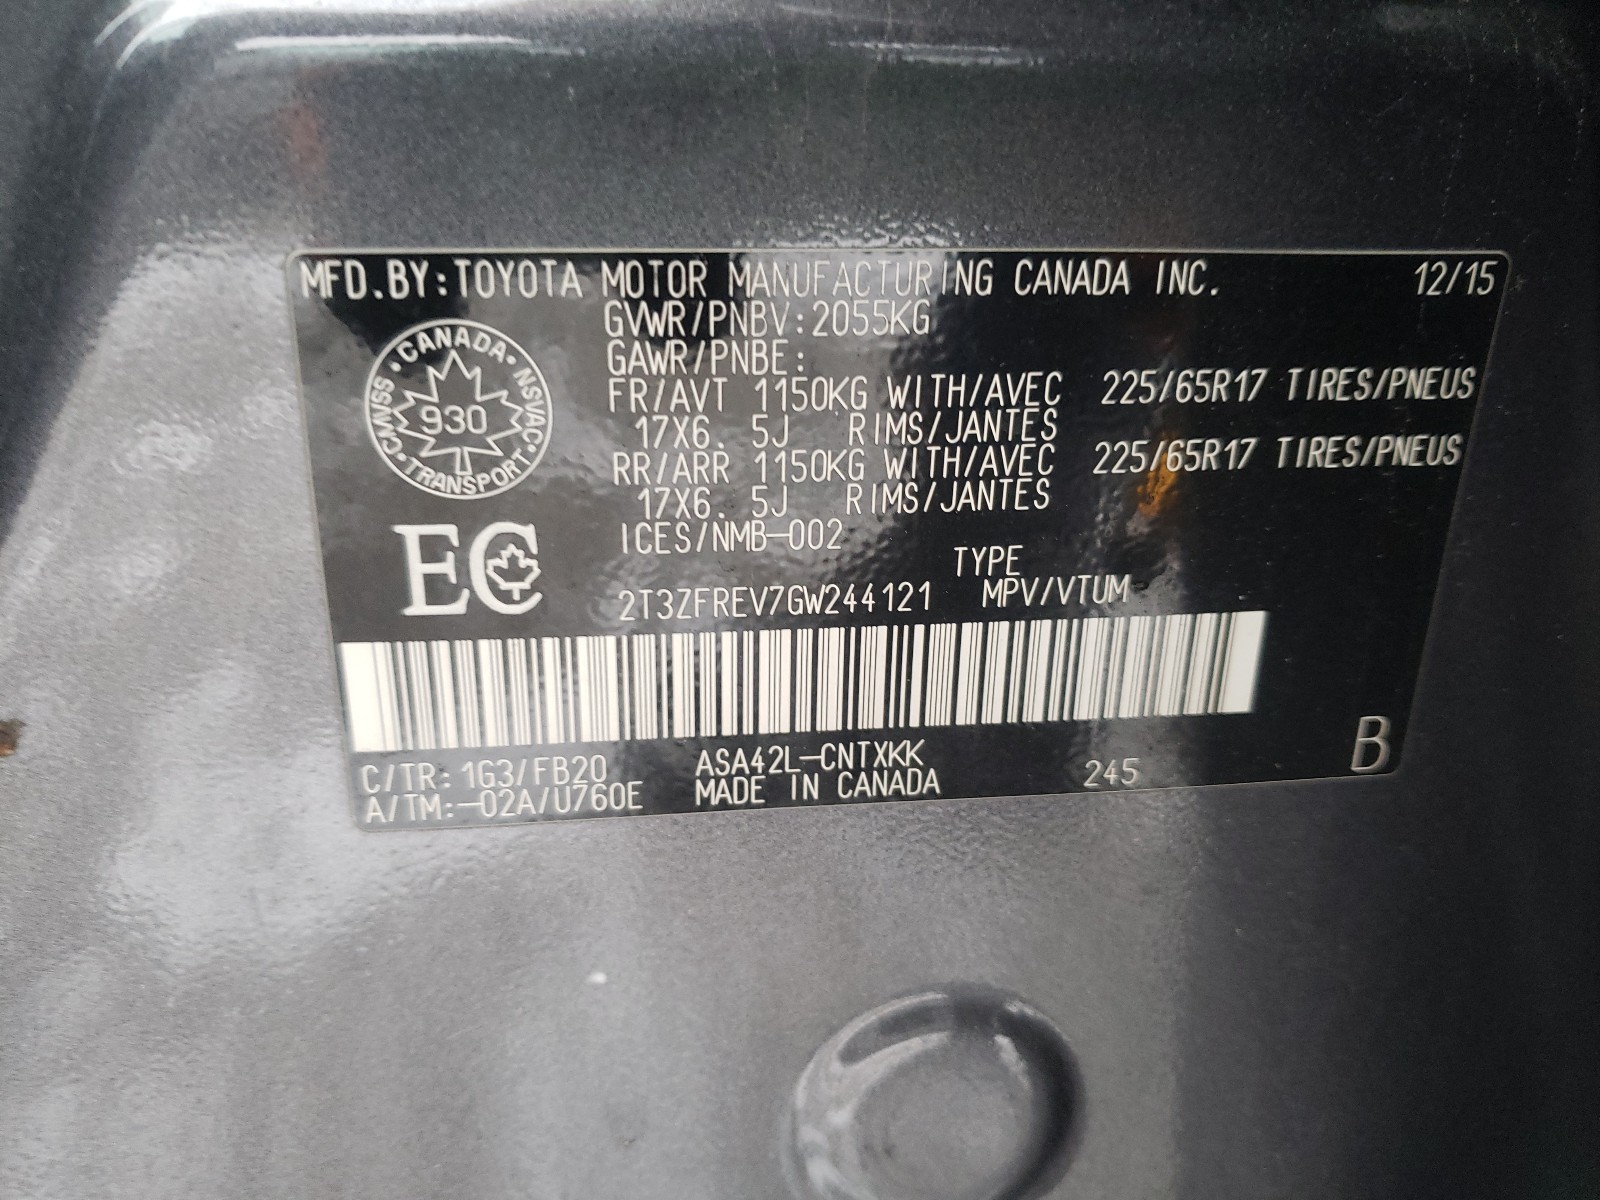 MFD.BY:TOYOTA MOTOR MANUFACTURING CANADA INC. 12/15
GVWR/PNBV:2055KG
GAWR/PNBE:
FR/AVT 1150KG WITH/AVEC 225/65R17 TIRES/PNEUS
17X6. 5J RIMS/JANTES
RR/ARR 1150KG WITH/AVEC 225/65R17 TIRES/PNEUS
17X6. 5J RIMS/JANTES
ICES/NMB-002
CANADA · NSVAC · TRANSPORT · CMVSS ·
930
EC
TYPE
2T3ZFREV7GW244121 MPV/VTUM
C/TR: 1G3/FB20 ASA42L-CNTXKK
A/TM:-02A/U760E MADE IN CANADA 245
B